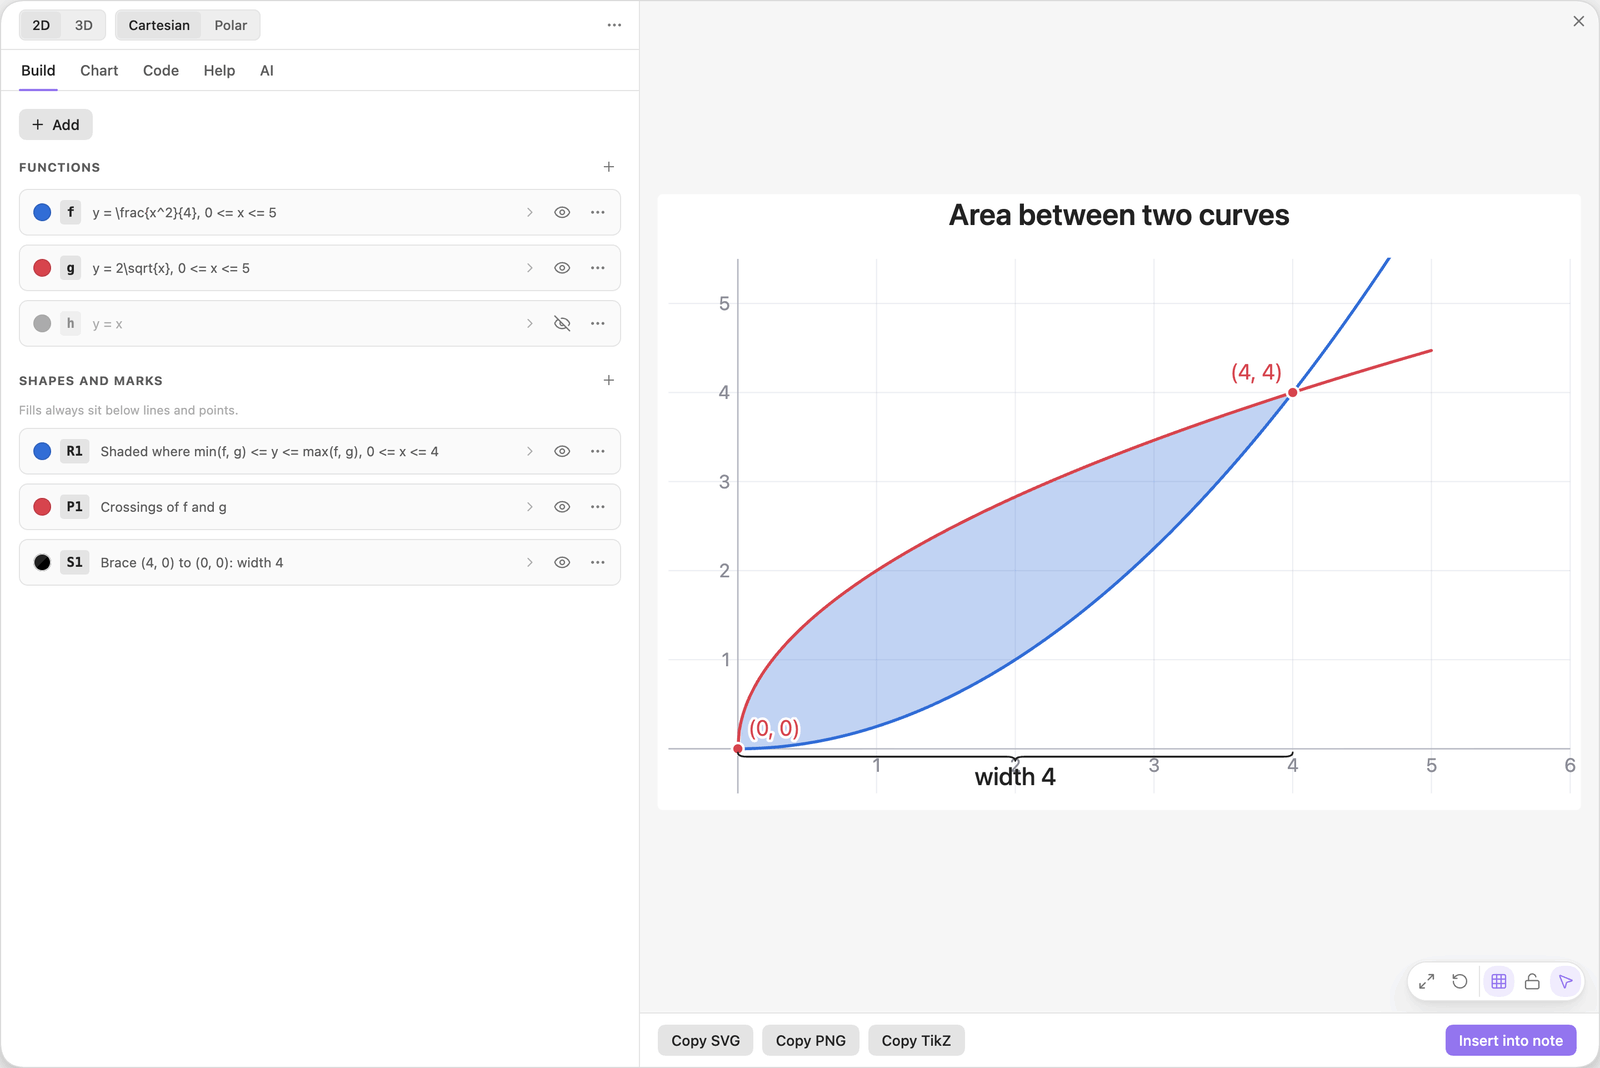 2D 3D Cartesian Polar
Build Chart Code Help AI
+ Add
FUNCTIONS
f y = \frac{x^2}{4}, 0 <= x <= 5
g y = 2\sqrt{x}, 0 <= x <= 5
h y = x
SHAPES AND MARKS
Fills always sit below lines and points.
R1 Shaded where min(f, g) <= y <= max(f, g), 0 <= x <= 4
P1 Crossings of f and g
S1 Brace (4, 0) to (0, 0): width 4
Area between two curves
5
(4, 4)
4
3
2
1
(0, 0)
1 2 3 4 5 6
width 4
Copy SVG Copy PNG Copy TikZ Insert into note